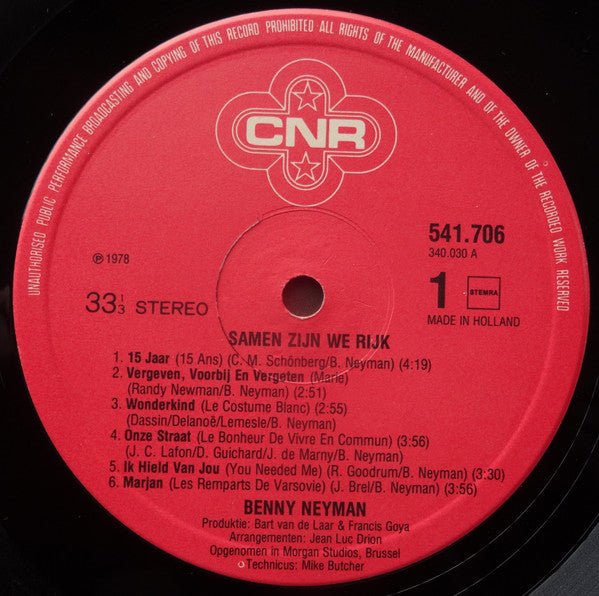 UNAUTHORISED PUBLIC PERFORMANCE BROADCASTING AND COPYING OF THIS RECORD PROHIBITED ALL RIGHTS OF THE MANUFACTURER AND OF THE OWNER OF THE RECORDED WORK RESERVED
CNR
541.706
340.030 A
℗ 1978
33 1/3 STEREO
1 STEMRA
MADE IN HOLLAND
SAMEN ZIJN WE RIJK
1. 15 Jaar (15 Ans) (C. M. Schönberg/B. Neyman) (4:19)
2. Vergeven, Voorbij En Vergeten (Marie)
(Randy Newman/B. Neyman) (2:51)
3. Wonderkind (Le Costume Blanc) (2:55)
(Dassin/Delanoë/Lemesle/B. Neyman)
4. Onze Straat (Le Bonheur De Vivre En Commun) (3:56)
(J. C. Lafon/D. Guichard/J. de Marny/B. Neyman)
5. Ik Hield Van Jou (You Needed Me) (R. Goodrum/B. Neyman) (3:30)
6. Marjan (Les Remparts De Varsovie) (J. Brel/B. Neyman) (3:56)
BENNY NEYMAN
Produktie: Bart van de Laar & Francis Goya
Arrangementen: Jean Luc Drion
Opgenomen in Morgan Studios, Brussel
Technicus: Mike Butcher